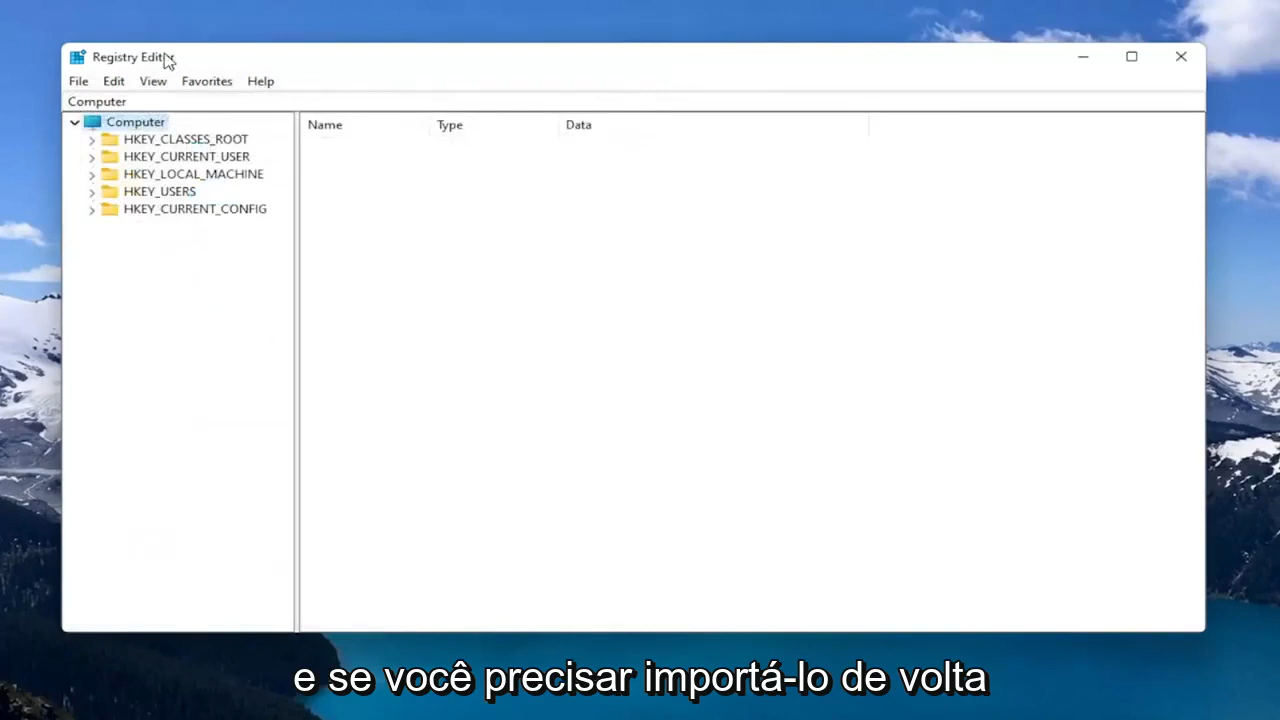 Registry Editor
File Edit View Favorites Help
Computer
Computer
Name Type Data
HKEY_CLASSES_ROOT
HKEY_CURRENT_USER
HKEY_LOCAL_MACHINE
HKEY_USERS
HKEY_CURRENT_CONFIG
e se você precisar importá-lo de volta